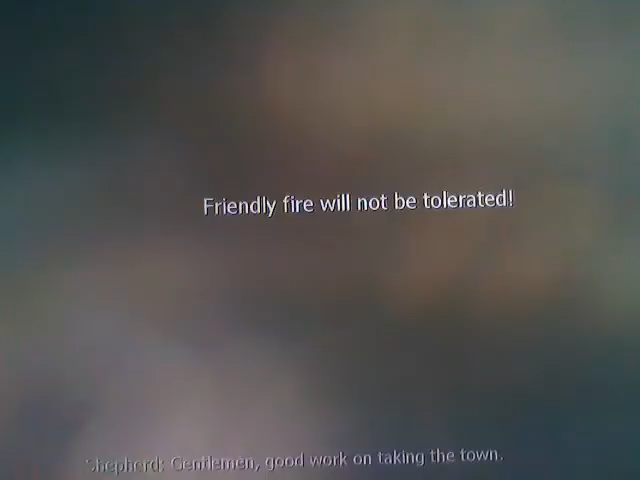 Friendly fire will not be tolerated!
Shepherd: Gentlemen, good work on taking the town.